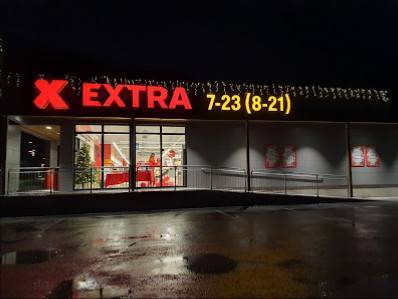 X EXTRA 7-23 (8-21)